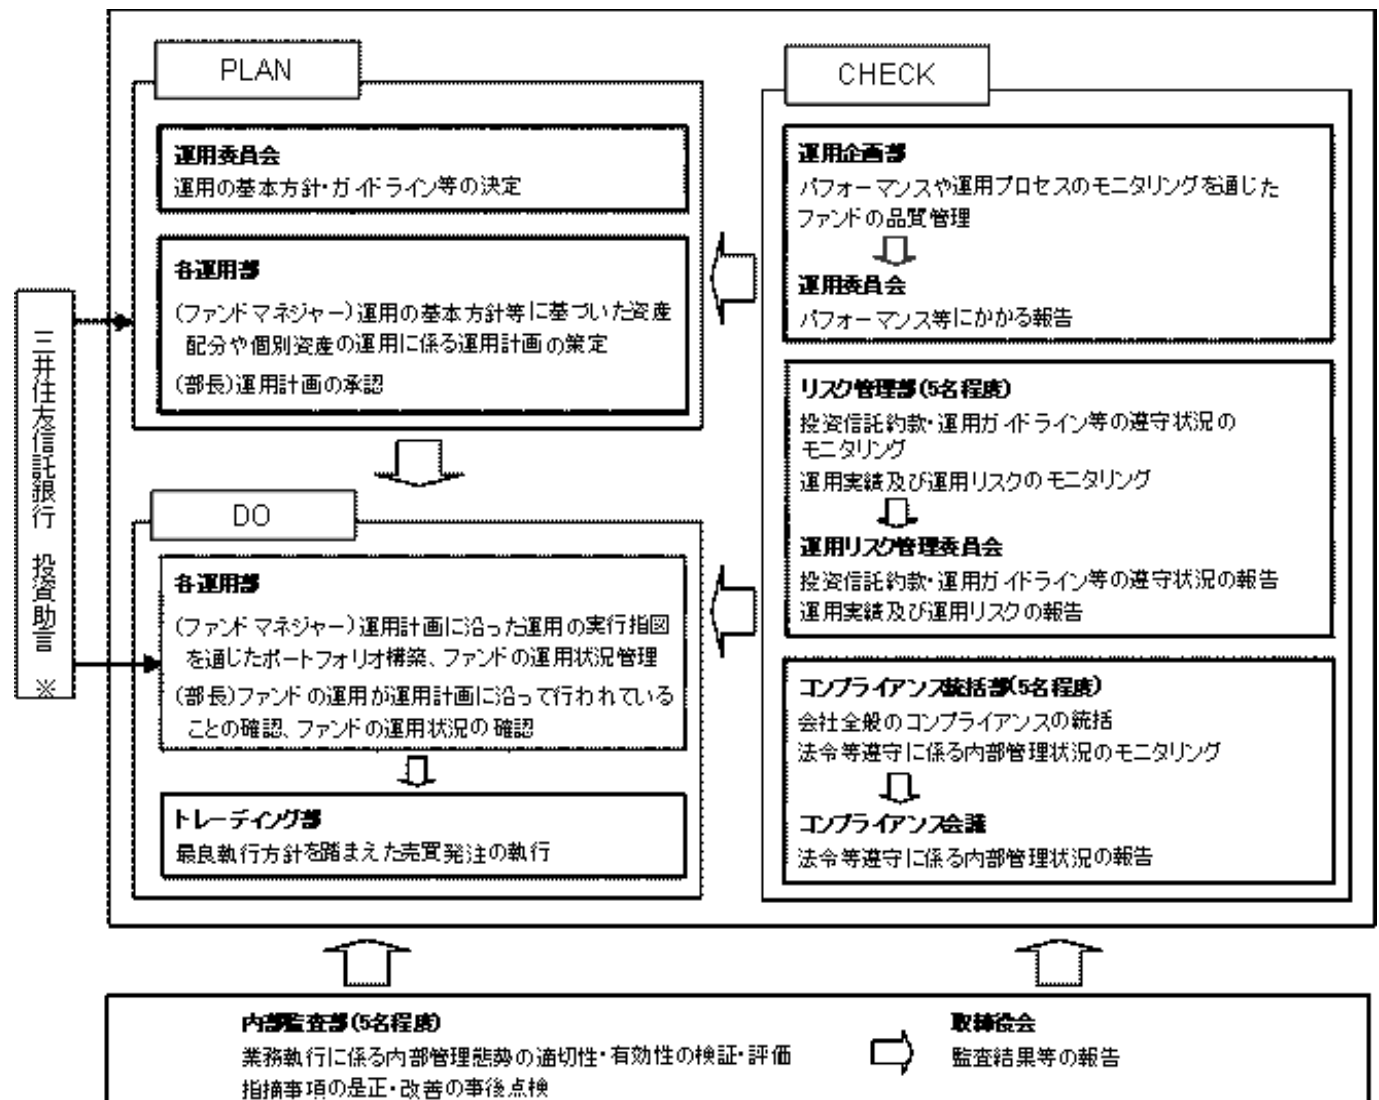 PLAN
運用委員会
運用の基本方針・ガイドライン等の決定
各運用部
(ファンドマネジャー)運用の基本方針等に基づいた資産
配分や個別資産の運用に係る運用計画の策定
(部長)運用計画の承認
DO
各運用部
(ファンドマネジャー)運用計画に沿った運用の実行指図
を通じたポートフォリオ構築、ファンドの運用状況管理
(部長)ファンドの運用が運用計画に沿って行われている
ことの確認、ファンドの運用状況の確認
トレーディング部
最良執行方針を踏まえた売買発注の執行
CHECK
運用企画部
パフォーマンスや運用プロセスのモニタリングを通じた
ファンドの品質管理
運用委員会
パフォーマンス等にかかる報告
リスク管理部(5名程度)
投資信託約款・運用ガイドライン等の遵守状況の
モニタリング
運用実績及び運用リスクのモニタリング
運用リスク管理委員会
投資信託約款・運用ガイドライン等の遵守状況の報告
運用実績及び運用リスクの報告
コンプライアンス統括部(5名程度)
会社全般のコンプライアンスの統括
法令等遵守に係る内部管理状況のモニタリング
コンプライアンス会議
法令等遵守に係る内部管理状況の報告
三井住友信託銀行 投資助言 ※
内部監査部(5名程度)
業務執行に係る内部管理態勢の適切性・有効性の検証・評価
指摘事項の是正・改善の事後点検
取締役会
監査結果等の報告